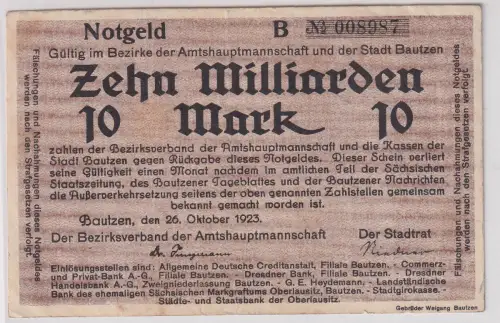 Notgeld B № 008987
Gültig im Bezirke der Amtshauptmannschaft und der Stadt Bautzen
Zehn Milliarden
10 Mark 10
zahlen der Bezirksverband der Amtshauptmannschaft und die Kassen der
Stadt Bautzen gegen Rückgabe dieses Notgeldes. Dieser Schein verliert
seine Gültigkeit einen Monat nachdem im amtlichen Teil der Sächsischen
Staatszeitung, des Bautzener Tageblattes und der Bautzener Nachrichten
die Außerverkehrsetzung seitens der oben genannten Zahlstellen gemeinsam
bekannt gemacht worden ist.
Bautzen, den 26. Oktober 1923.
Der Bezirksverband der Amtshauptmannschaft Der Stadtrat
Einlösungsstellen sind: Allgemeine Deutsche Creditanstalt, Filiale Bautzen. - Commerz-
und Privat-Bank A.-G., Filiale Bautzen. - Dresdner Bank, Filiale Bautzen. - Dresdner
Handelsbank A.-G., Zweigniederlassung Bautzen. - G. E. Heydemann. - Landständische
Bank des ehemaligen Sächsischen Markgraftums Oberlausitz, Bautzen. - Stadtgirokasse. -
Städte- und Staatsbank der Oberlausitz.
Gebrüder Weigang Bautzen
Fälschungen und Nachahmungen dieses Notgeldes
werden nach den Strafgesetzen verfolgt.
Fälschungen und Nachahmungen dieses Notgeldes
werden nach den Strafgesetzen verfolgt.